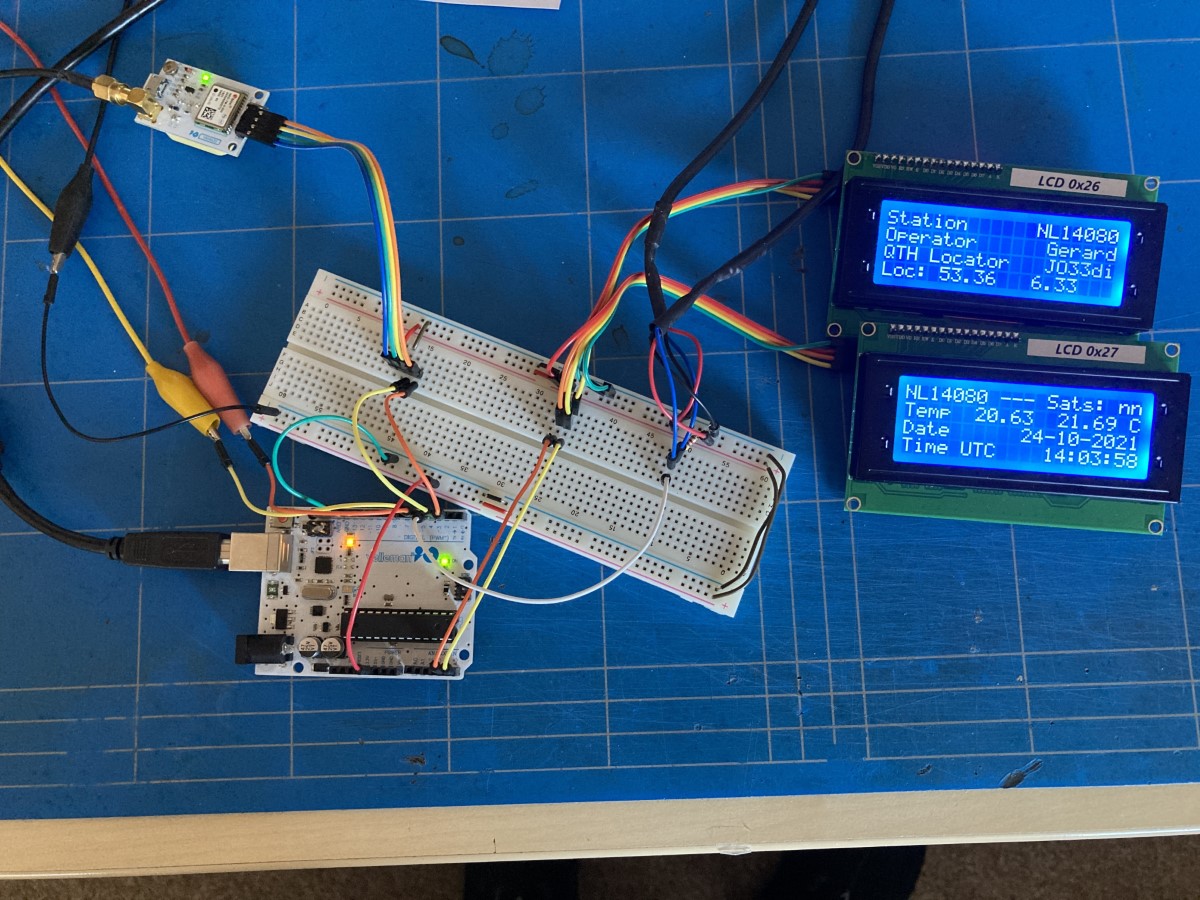 LCD 0x26
Station NL14080
Operator Gerard
QTH Locator JO33di
Loc: 53.36 6.33
LCD 0x27
NL14080 --- Sats: nn
Temp 20.63 21.69 C
Date 24-10-2021
Time UTC 14:03:58